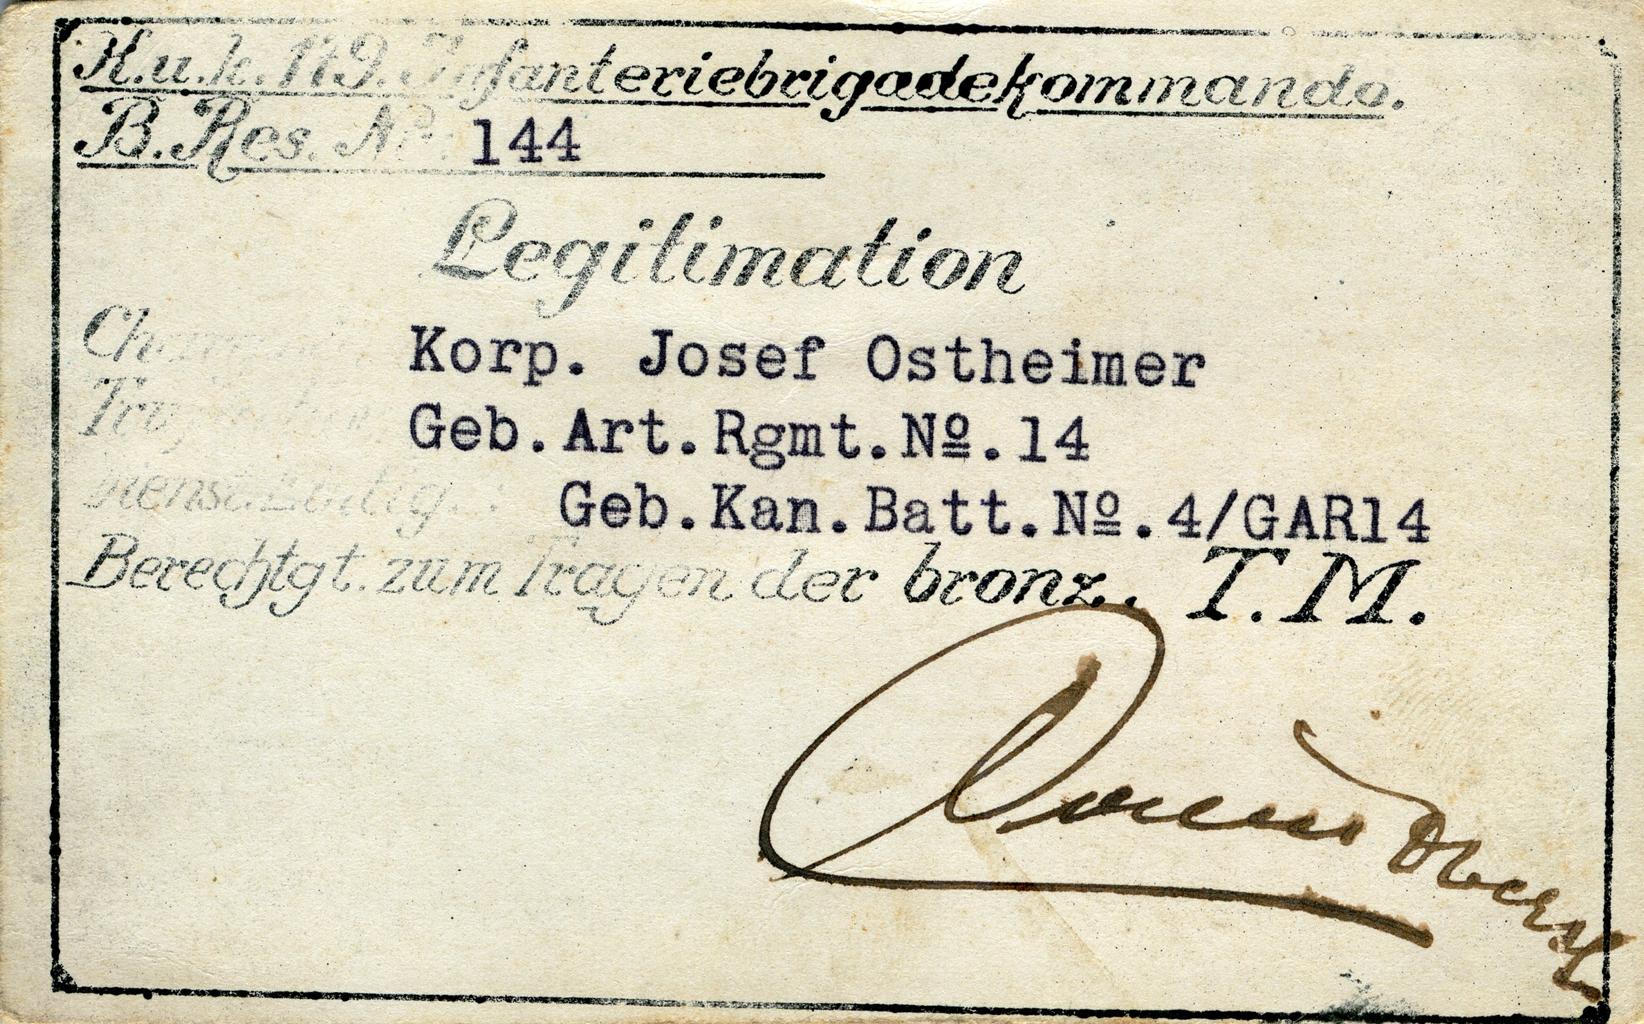 K.u.k. 119. Infanteriebrigadekommando.
B. Res. No. 144
Legitimation
Korp. Josef Ostheimer
Geb.Art.Rgmt.Nº.14
Geb.Kan.Batt.Nº.4/GAR14
Berechtgt. zum Tragen der bronz. T.M.
Oberst